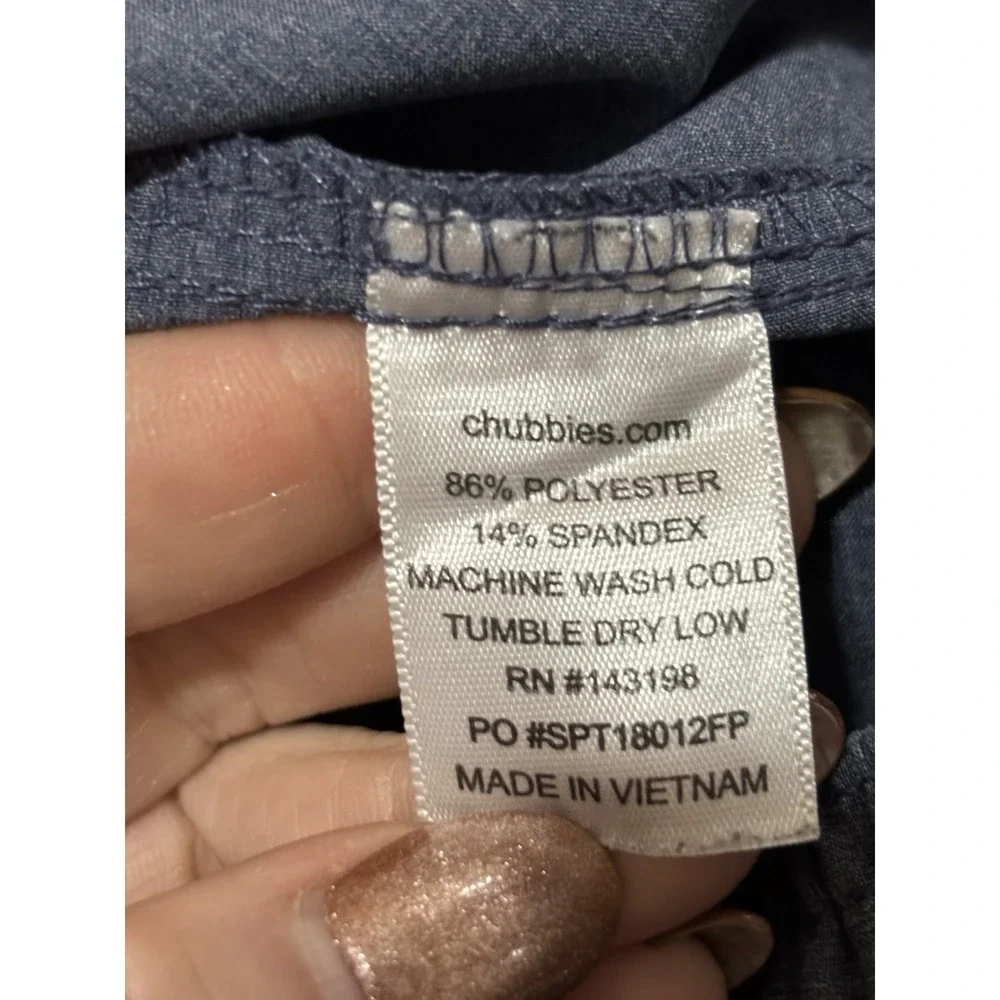 chubbies.com
86% POLYESTER
14% SPANDEX
MACHINE WASH COLD
TUMBLE DRY LOW
RN #143198
PO #SPT18012FP
MADE IN VIETNAM